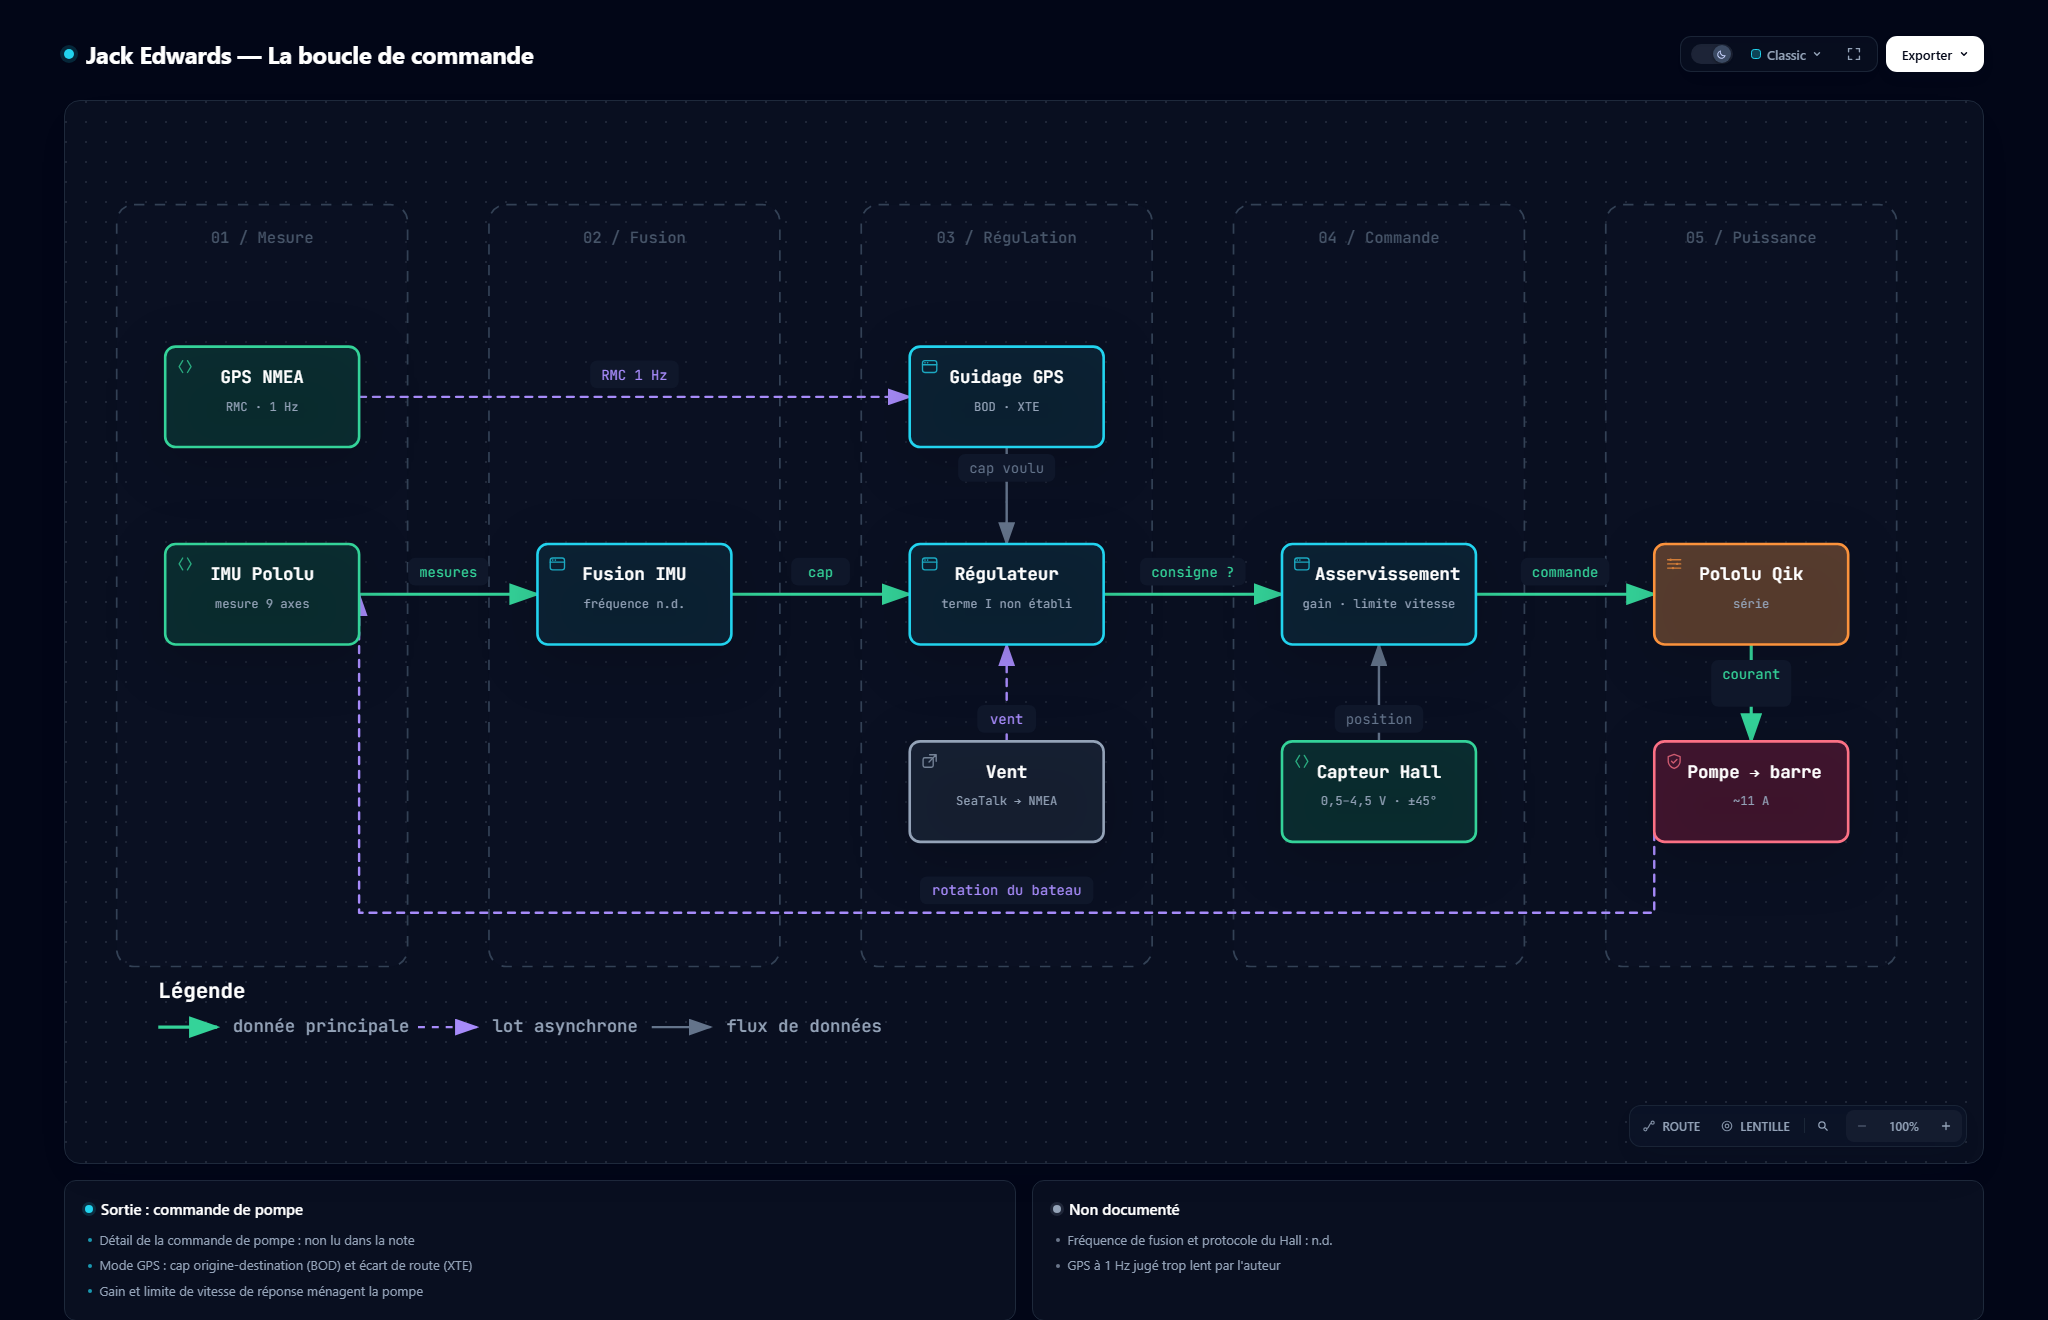 Jack Edwards — La boucle de commande
Classic
Exporter
01 / Mesure
02 / Fusion
03 / Régulation
04 / Commande
05 / Puissance
GPS NMEA
RMC · 1 Hz
RMC 1 Hz
Guidage GPS
BOD · XTE
cap voulu
IMU Pololu
mesure 9 axes
mesures
Fusion IMU
fréquence n.d.
cap
Régulateur
terme I non établi
consigne ?
Asservissement
gain · limite vitesse
commande
Pololu Qik
série
courant
vent
position
Vent
SeaTalk → NMEA
Capteur Hall
0,5–4,5 V · ±45°
Pompe → barre
~11 A
rotation du bateau
Légende
donnée principale
lot asynchrone
flux de données
ROUTE
LENTILLE
100%
Sortie : commande de pompe
Détail de la commande de pompe : non lu dans la note
Mode GPS : cap origine-destination (BOD) et écart de route (XTE)
Gain et limite de vitesse de réponse ménagent la pompe
Non documenté
Fréquence de fusion et protocole du Hall : n.d.
GPS à 1 Hz jugé trop lent par l'auteur